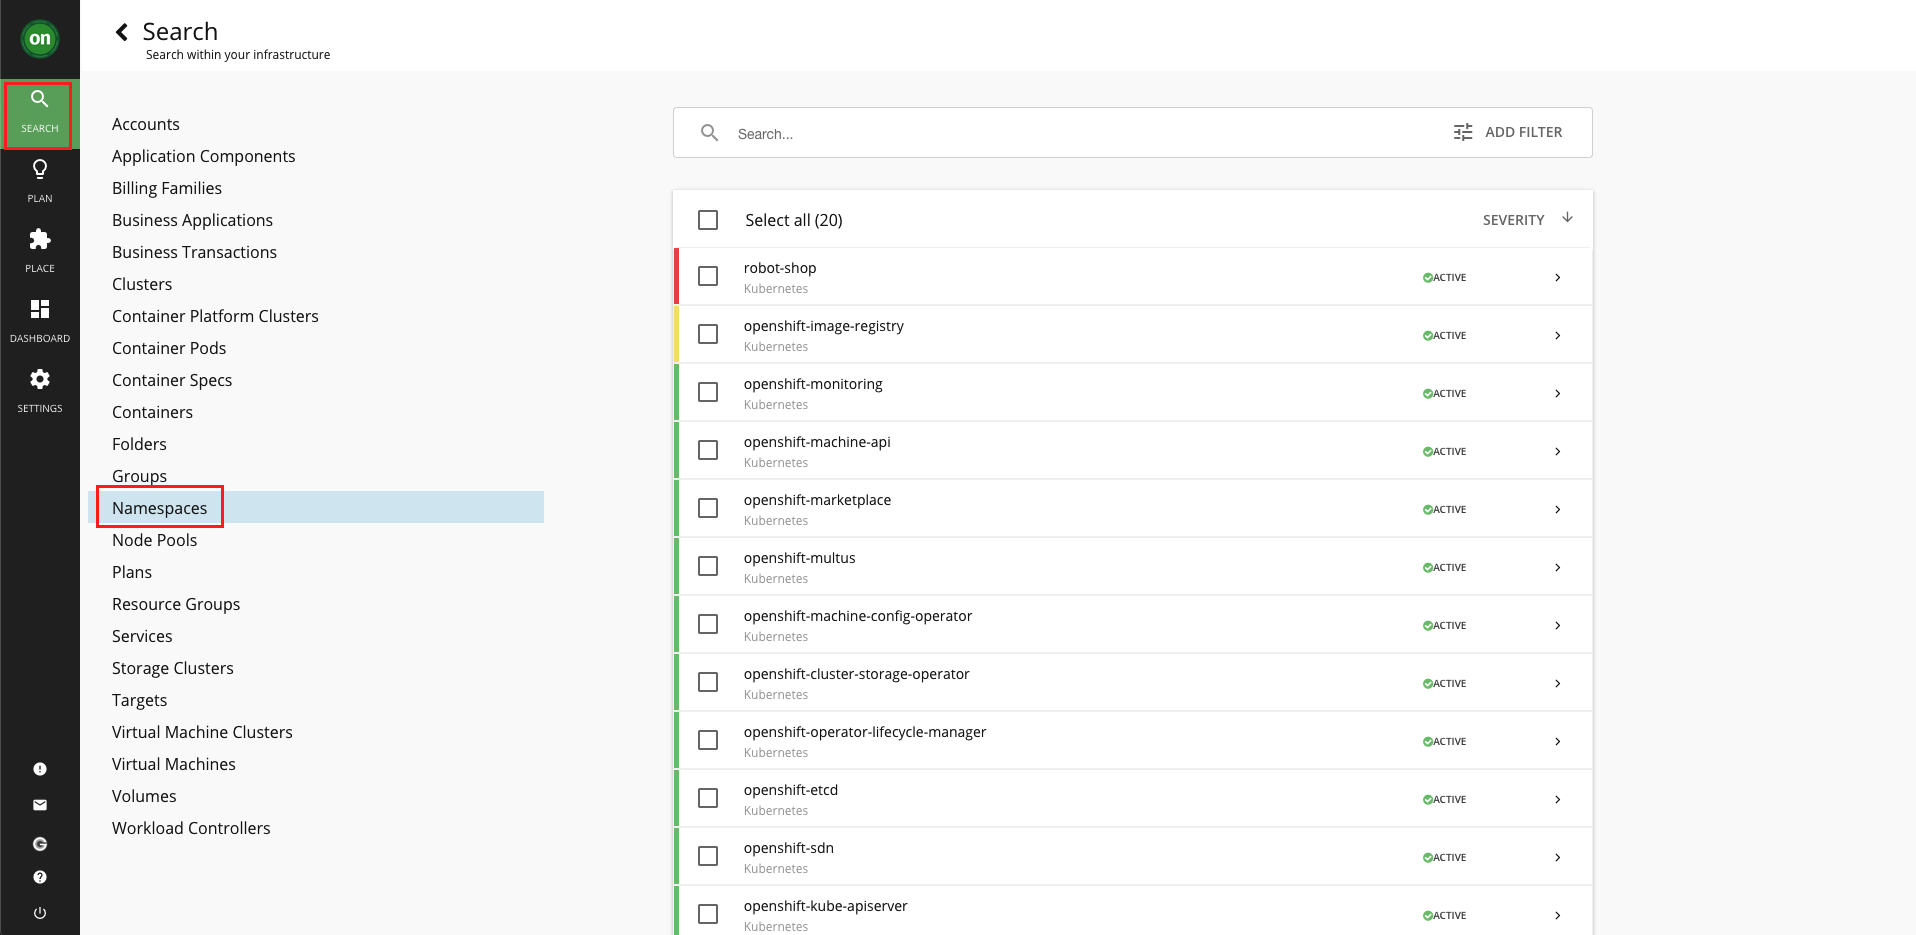 on
SEARCH
PLAN
PLACE
DASHBOARD
SETTINGS
Search
Search within your infrastructure
Accounts
Application Components
Billing Families
Business Applications
Business Transactions
Clusters
Container Platform Clusters
Container Pods
Container Specs
Containers
Folders
Groups
Namespaces
Node Pools
Plans
Resource Groups
Services
Storage Clusters
Targets
Virtual Machine Clusters
Virtual Machines
Volumes
Workload Controllers
Search... ADD FILTER
Select all (20) SEVERITY
robot-shop
Kubernetes
ACTIVE
openshift-image-registry
Kubernetes
ACTIVE
openshift-monitoring
Kubernetes
ACTIVE
openshift-machine-api
Kubernetes
ACTIVE
openshift-marketplace
Kubernetes
ACTIVE
openshift-multus
Kubernetes
ACTIVE
openshift-machine-config-operator
Kubernetes
ACTIVE
openshift-cluster-storage-operator
Kubernetes
ACTIVE
openshift-operator-lifecycle-manager
Kubernetes
ACTIVE
openshift-etcd
Kubernetes
ACTIVE
openshift-sdn
Kubernetes
ACTIVE
openshift-kube-apiserver
Kubernetes
ACTIVE